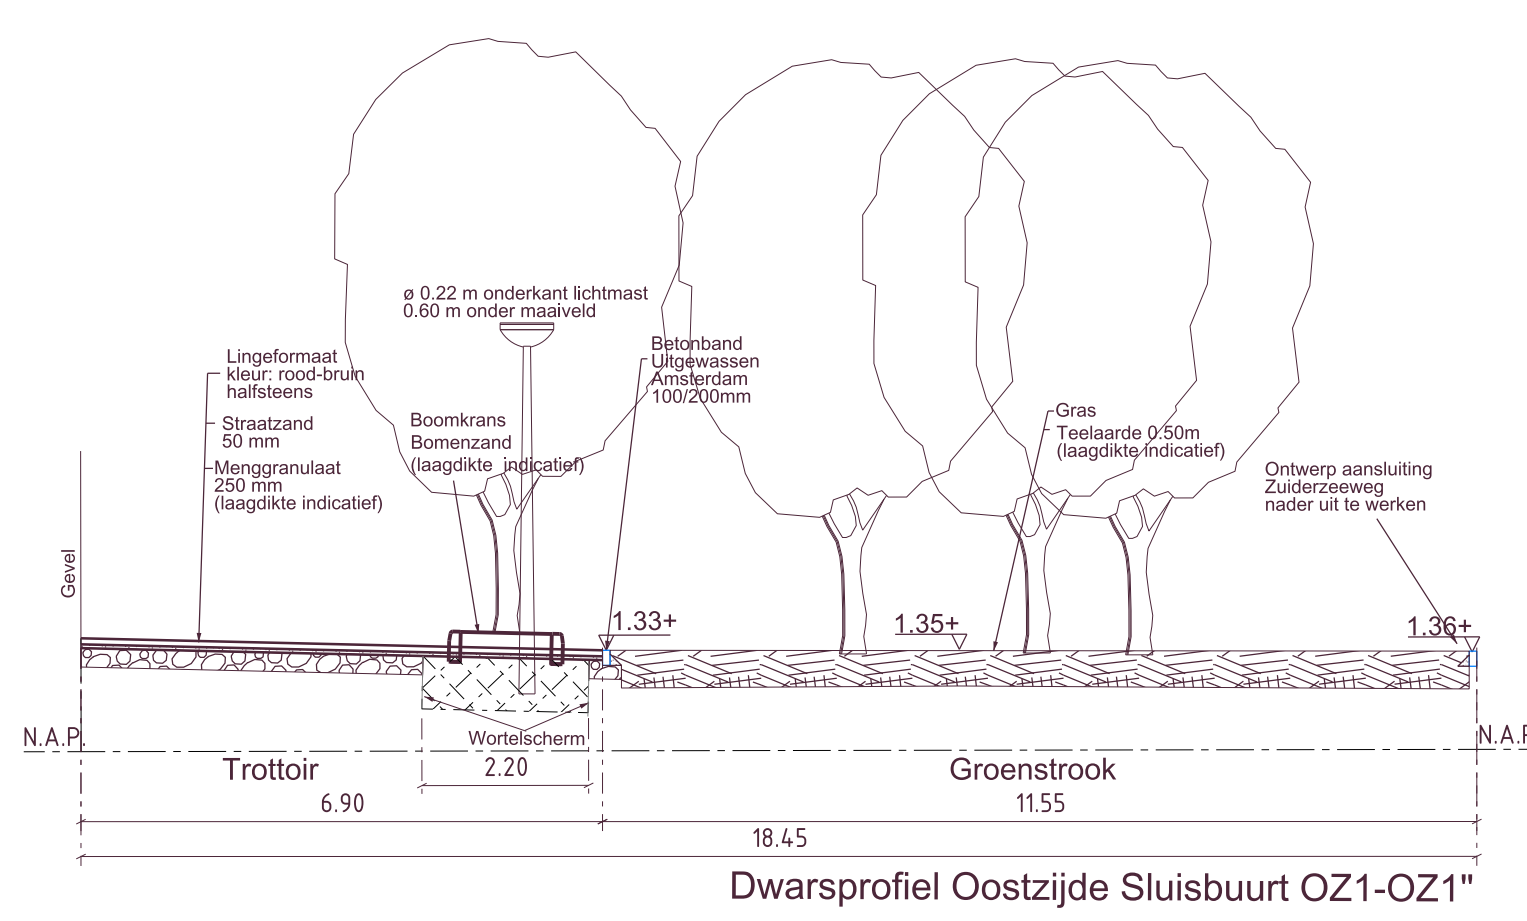 ø 0.22 m onderkant lichtmast
0.60 m onder maaiveld
Lingeformaat
kleur: rood-bruin
halfsteens
Straatzand
50 mm
Menggranulaat
250 mm
(laagdikte indicatief)
Boomkrans
Bomenzand
(laagdikte indicatief)
Betonband
Uitgewassen
Amsterdam
100/200mm
Gras
Teelaarde 0.50m
(laagdikte indicatief)
Ontwerp aansluiting
Zuiderzeeweg
nader uit te werken
Gevel
1.33+
1.35+
1.36+
N.A.P.
Wortelscherm
N.A.P
Trottoir
2.20
Groenstrook
6.90
11.55
18.45
Dwarsprofiel Oostzijde Sluisbuurt OZ1-OZ1"